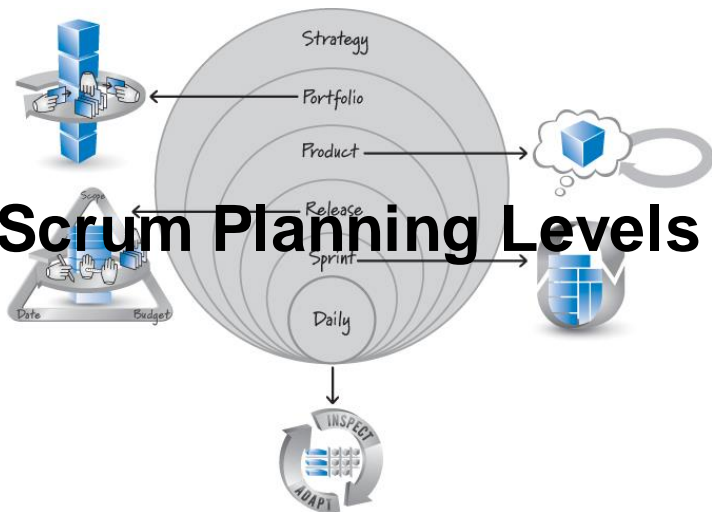 Strategy
Portfolio
Product
Scope
Release
Scrum Planning Levels
Sprint
Date
Budget
Daily
INSPECT
ADAPT